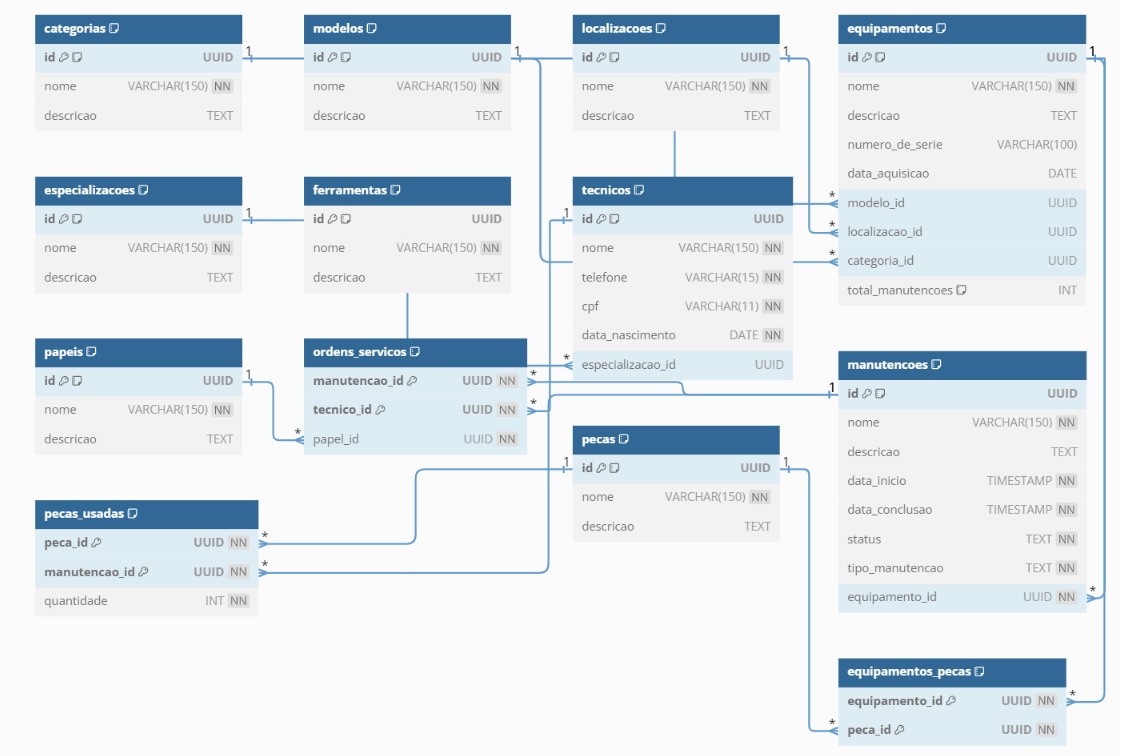 categorias
id UUID
nome VARCHAR(150) NN
descricao TEXT
1
modelos
id UUID
nome VARCHAR(150) NN
descricao TEXT
1
localizacoes
id UUID
nome VARCHAR(150) NN
descricao TEXT
1
equipamentos
id UUID
nome VARCHAR(150) NN
descricao TEXT
numero_de_serie VARCHAR(100)
data_aquisicao DATE
* modelo_id UUID
* localizacao_id UUID
* categoria_id UUID
total_manutencoes INT
1
especializacoes
id UUID
nome VARCHAR(150) NN
descricao TEXT
1
ferramentas
id UUID
nome VARCHAR(150) NN
descricao TEXT
tecnicos
1 id UUID
nome VARCHAR(150) NN
telefone VARCHAR(15) NN
cpf VARCHAR(11) NN
data_nascimento DATE NN
* especializacao_id UUID
papeis
id UUID
nome VARCHAR(150) NN
descricao TEXT
1
ordens_servicos
manutencao_id UUID NN *
tecnico_id UUID NN *
* papel_id UUID NN
manutencoes
1 id UUID
nome VARCHAR(150) NN
descricao TEXT
data_inicio TIMESTAMP NN
data_conclusao TIMESTAMP NN
status TEXT NN
tipo_manutencao TEXT NN
equipamento_id UUID NN *
pecas
1 id UUID 1
nome VARCHAR(150) NN
descricao TEXT
pecas_usadas
peca_id UUID NN *
manutencao_id UUID NN *
quantidade INT NN
equipamentos_pecas
equipamento_id UUID NN *
* peca_id UUID NN